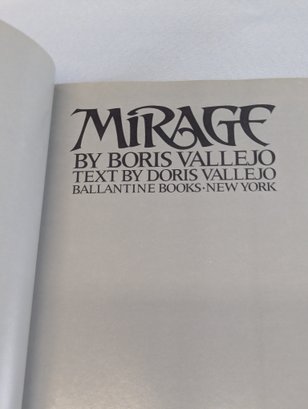 MIRAGE
BY BORIS VALLEJO
TEXT BY DORIS VALLEJO
BALLANTINE BOOKS · NEW YORK